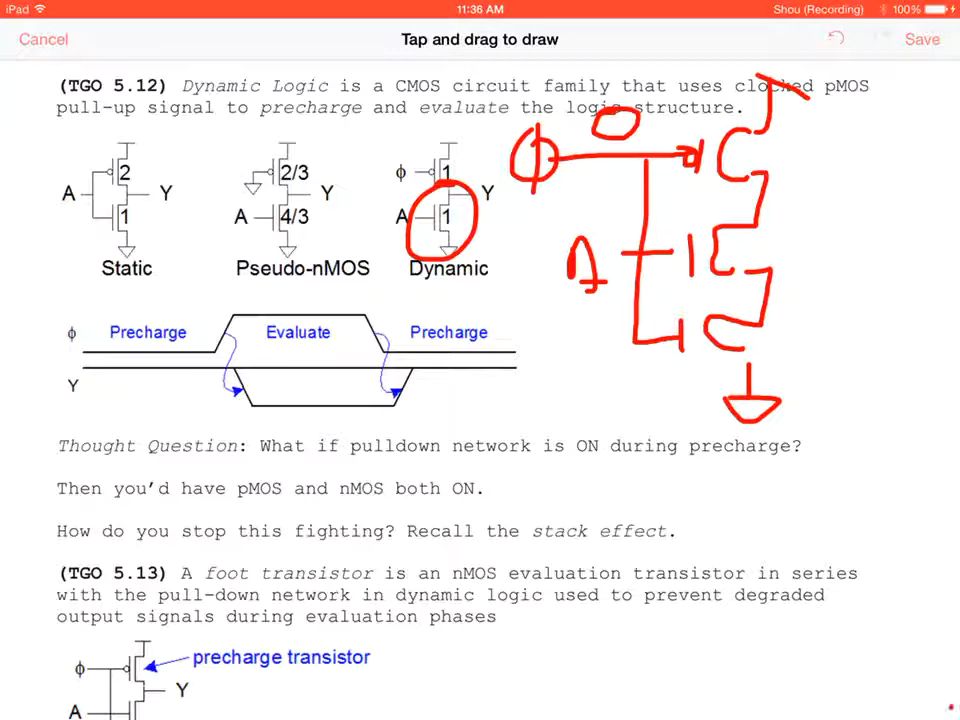 iPad 11:36 AM Shou (Recording) 100%
Cancel Tap and drag to draw Save
(TGO 5.12) Dynamic Logic is a CMOS circuit family that uses clocked pMOS
pull-up signal to precharge and evaluate the logic structure.
ϕ 0
2 2/3 ϕ 1
A Y Y Y
1 A 4/3 A 1
A
Static Pseudo-nMOS Dynamic
ϕ Precharge Evaluate Precharge
Y
Thought Question: What if pulldown network is ON during precharge?
Then you'd have pMOS and nMOS both ON.
How do you stop this fighting? Recall the stack effect.
(TGO 5.13) A foot transistor is an nMOS evaluation transistor in series
with the pull-down network in dynamic logic used to prevent degraded
output signals during evaluation phases
precharge transistor
ϕ
Y
A